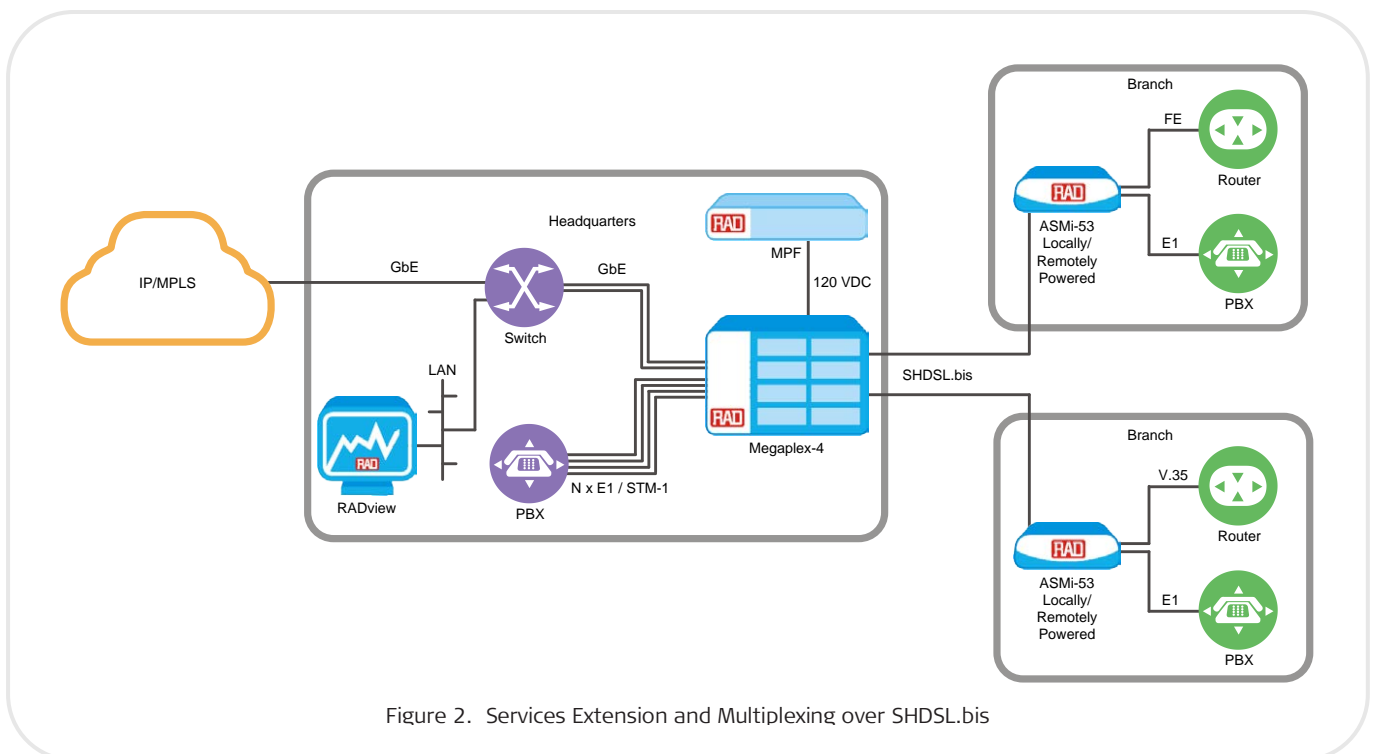 Branch
FE
Router
RAD
ASMi-53
Locally/
Remotely
Powered
E1
PBX
Headquarters
RAD
MPF
120 VDC
IP/MPLS
GbE
GbE
Switch
LAN
RAD
RADview
PBX
N x E1 / STM-1
RAD
Megaplex-4
SHDSL.bis
Branch
V.35
Router
RAD
ASMi-53
Locally/
Remotely
Powered
E1
PBX
Figure 2. Services Extension and Multiplexing over SHDSL.bis